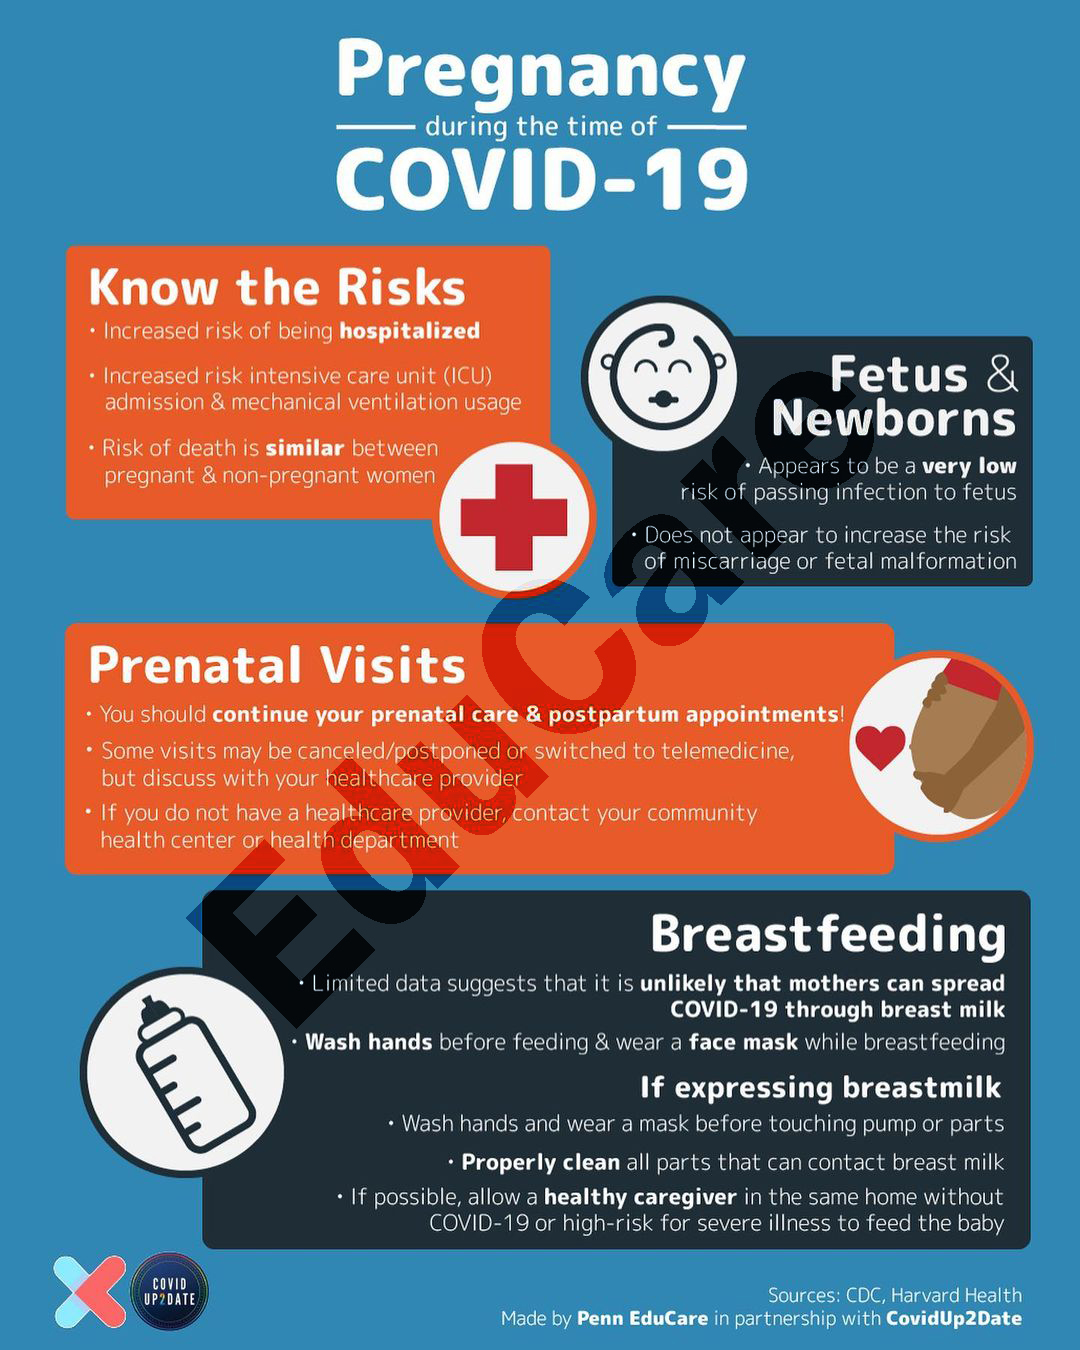 Pregnancy
during the time of
COVID-19
Know the Risks
• Increased risk of being hospitalized
• Increased risk intensive care unit (ICU)
admission & mechanical ventilation usage
• Risk of death is similar between
pregnant & non-pregnant women
Fetus &
Newborns
• Appears to be a very low
risk of passing infection to fetus
• Does not appear to increase the risk
of miscarriage or fetal malformation
Prenatal Visits
• You should continue your prenatal care & postpartum appointments!
• Some visits may be canceled/postponed or switched to telemedicine,
but discuss with your healthcare provider
• If you do not have a healthcare provider, contact your community
health center or health department
EduCare
Breastfeeding
• Limited data suggests that it is unlikely that mothers can spread
COVID-19 through breast milk
• Wash hands before feeding & wear a face mask while breastfeeding
If expressing breastmilk
• Wash hands and wear a mask before touching pump or parts
• Properly clean all parts that can contact breast milk
• If possible, allow a healthy caregiver in the same home without
COVID-19 or high-risk for severe illness to feed the baby
COVID
UP2DATE
Sources: CDC, Harvard Health
Made by Penn EduCare in partnership with CovidUp2Date